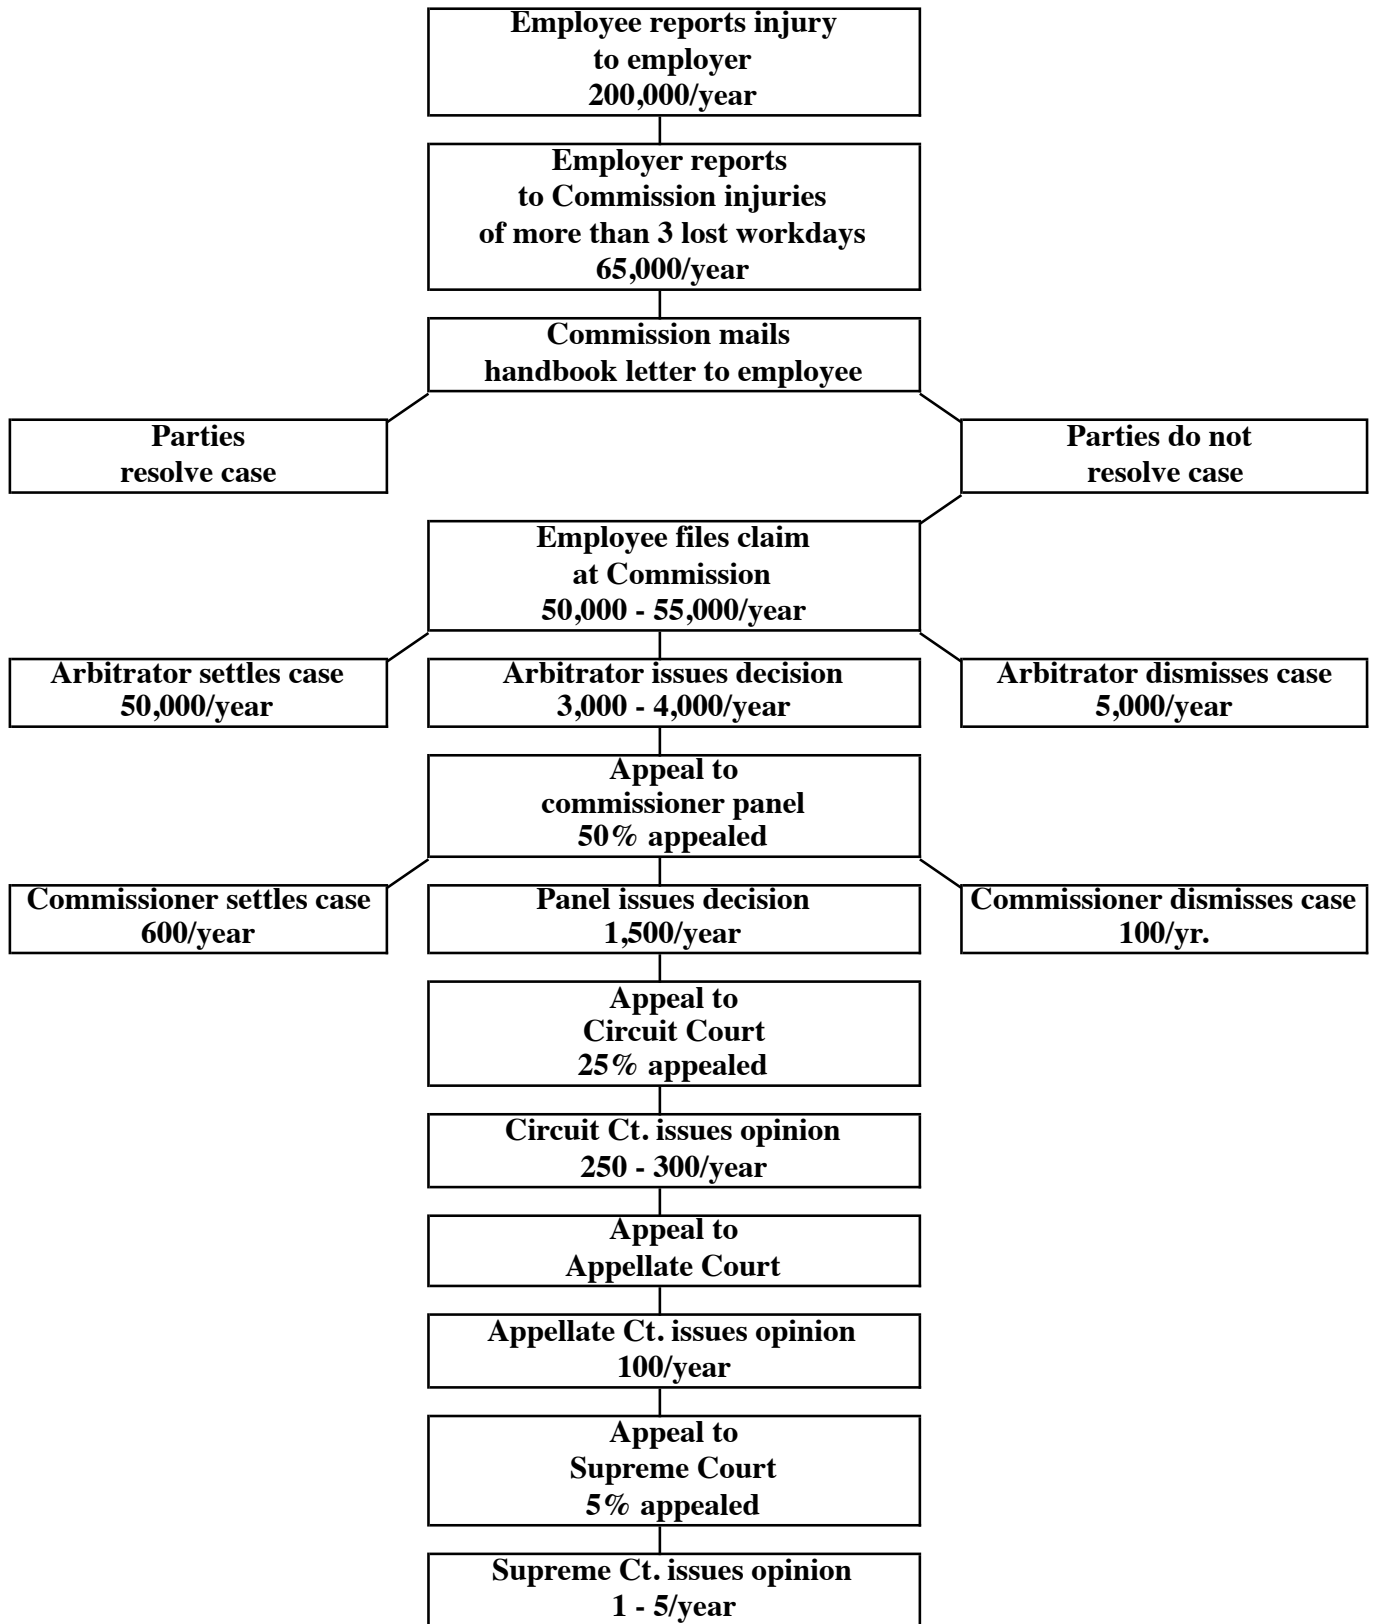 Employee reports injury
to employer
200,000/year
Employer reports
to Commission injuries
of more than 3 lost workdays
65,000/year
Commission mails
handbook letter to employee
Parties
resolve case
Parties do not
resolve case
Employee files claim
at Commission
50,000 - 55,000/year
Arbitrator settles case
50,000/year
Arbitrator issues decision
3,000 - 4,000/year
Arbitrator dismisses case
5,000/year
Appeal to
commissioner panel
50% appealed
Commissioner settles case
600/year
Panel issues decision
1,500/year
Commissioner dismisses case
100/yr.
Appeal to
Circuit Court
25% appealed
Circuit Ct. issues opinion
250 - 300/year
Appeal to
Appellate Court
Appellate Ct. issues opinion
100/year
Appeal to
Supreme Court
5% appealed
Supreme Ct. issues opinion
1 - 5/year